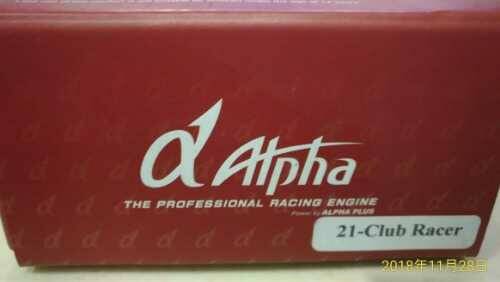 α Alpha
THE PROFESSIONAL RACING ENGINE
Power by ALPHA PLUS
21-Club Racer
2018年11月28日